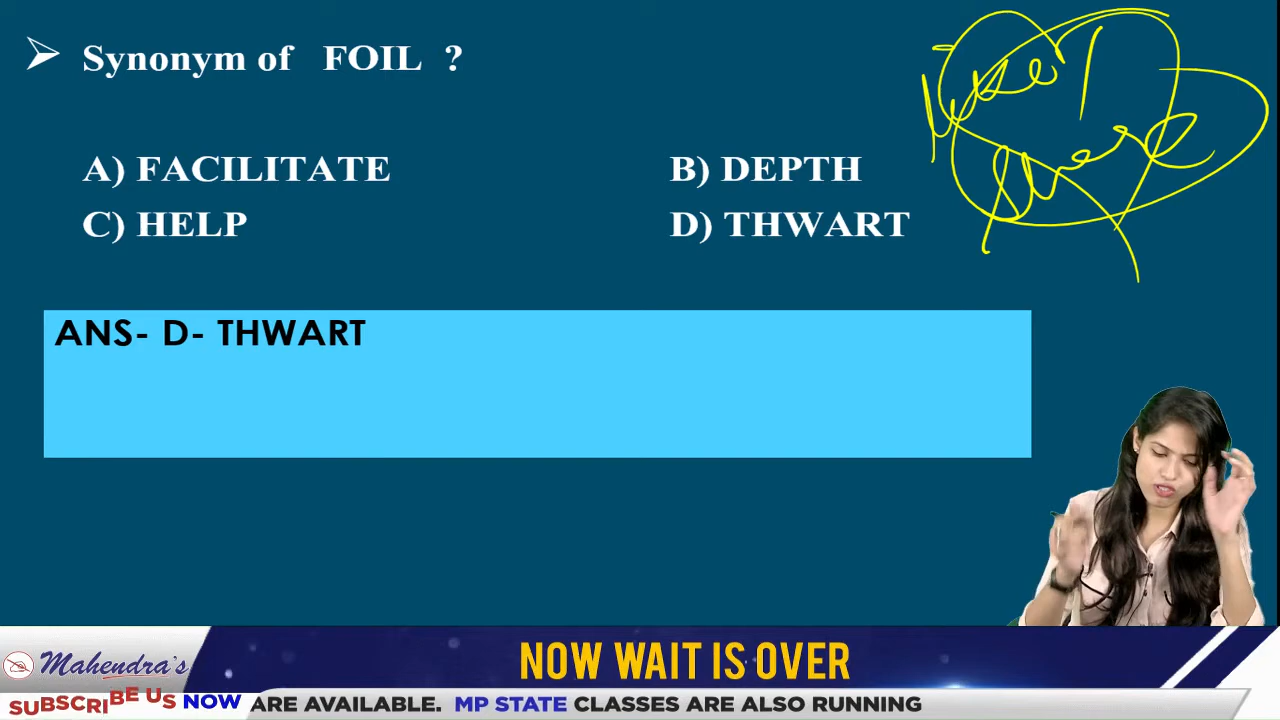 ➢ Synonym of FOIL ?
A) FACILITATE B) DEPTH
C) HELP D) THWART
ANS- D- THWART
Mahendra's
NOW WAIT IS OVER
SUBSCRIBE US NOW
ARE AVAILABLE. MP STATE CLASSES ARE ALSO RUNNING